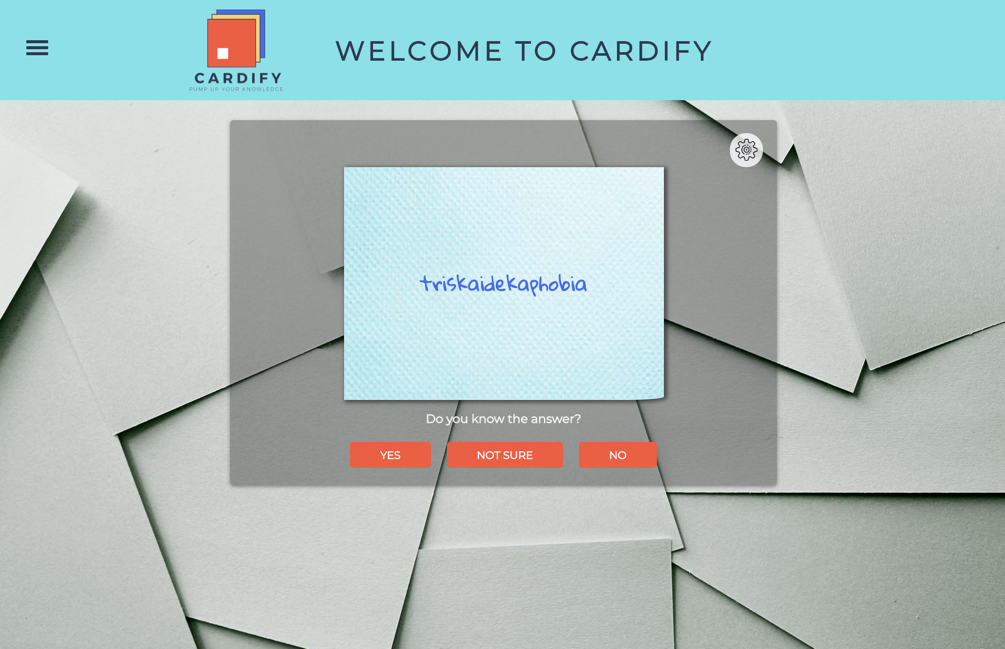 CARDIFY
PUMP UP YOUR KNOWLEDGE
WELCOME TO CARDIFY
triskaidekaphobia
Do you know the answer?
YES
NOT SURE
NO